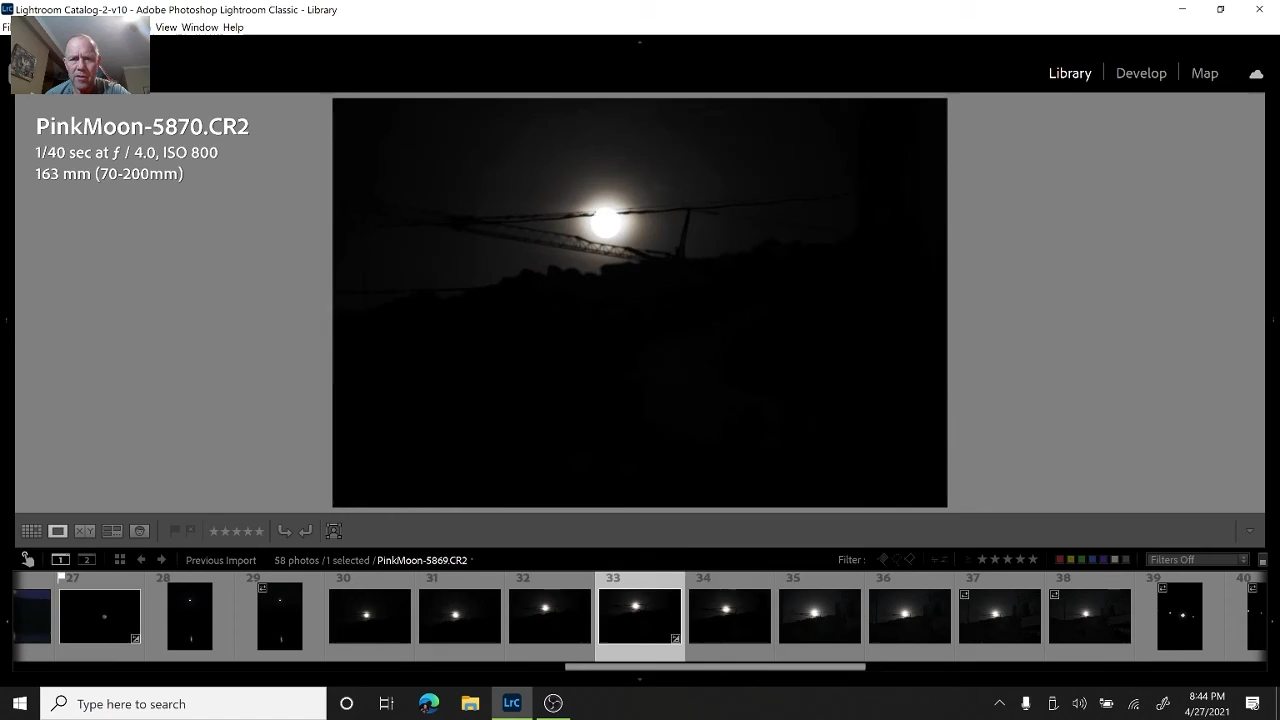 Lightroom Catalog-2-v10 - Adobe Photoshop Lightroom Classic - Library
View Window Help
Library Develop Map
PinkMoon-5870.CR2
1/40 sec at ƒ / 4.0, ISO 800
163 mm (70-200mm)
XY
1 2 Previous Import 58 photos / 1 selected / PinkMoon-5869.CR2 Filter : Filters Off
27 28 29 30 31 32 33 34 35 36 37 38 39 40
Type here to search
LrC
8:44 PM
4/27/2021